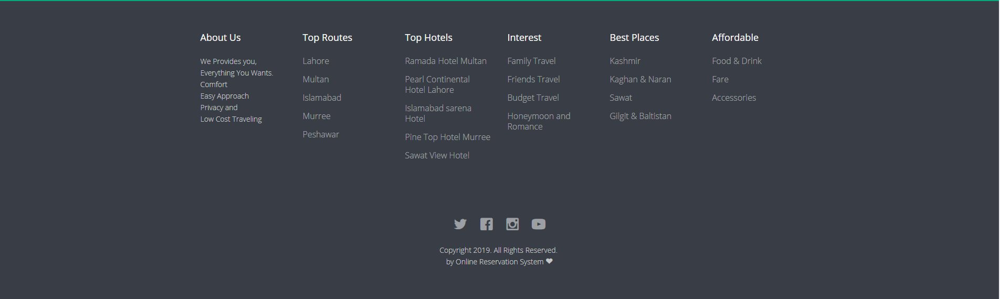 About Us
We Provides you,
Everything You Wants.
Comfort
Easy Approach
Privacy and
Low Cost Traveling
Top Routes
Lahore
Multan
Islamabad
Murree
Peshawar
Top Hotels
Ramada Hotel Multan
Pearl Continental
Hotel Lahore
Islamabad sarena
Hotel
Pine Top Hotel Murree
Sawat View Hotel
Interest
Family Travel
Friends Travel
Budget Travel
Honeymoon and
Romance
Best Places
Kashmir
Kaghan & Naran
Sawat
Gilgit & Baltistan
Affordable
Food & Drink
Fare
Accessories
Copyright 2019. All Rights Reserved.
by Online Reservation System ❤